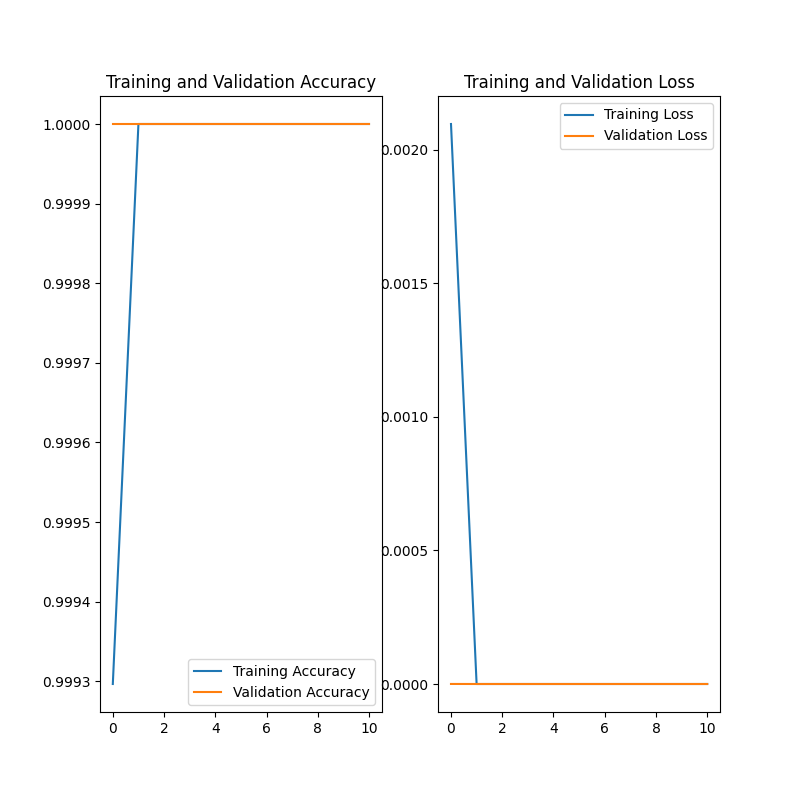 Training and Validation Accuracy
1.0000
0.9999
0.9998
0.9997
0.9996
0.9995
0.9994
0.9993
Training Accuracy
Validation Accuracy
0 2 4 6 8 10
Training and Validation Loss
Training Loss
Validation Loss
0.0020
0.0015
0.0010
0.0005
0.0000
0 2 4 6 8 10